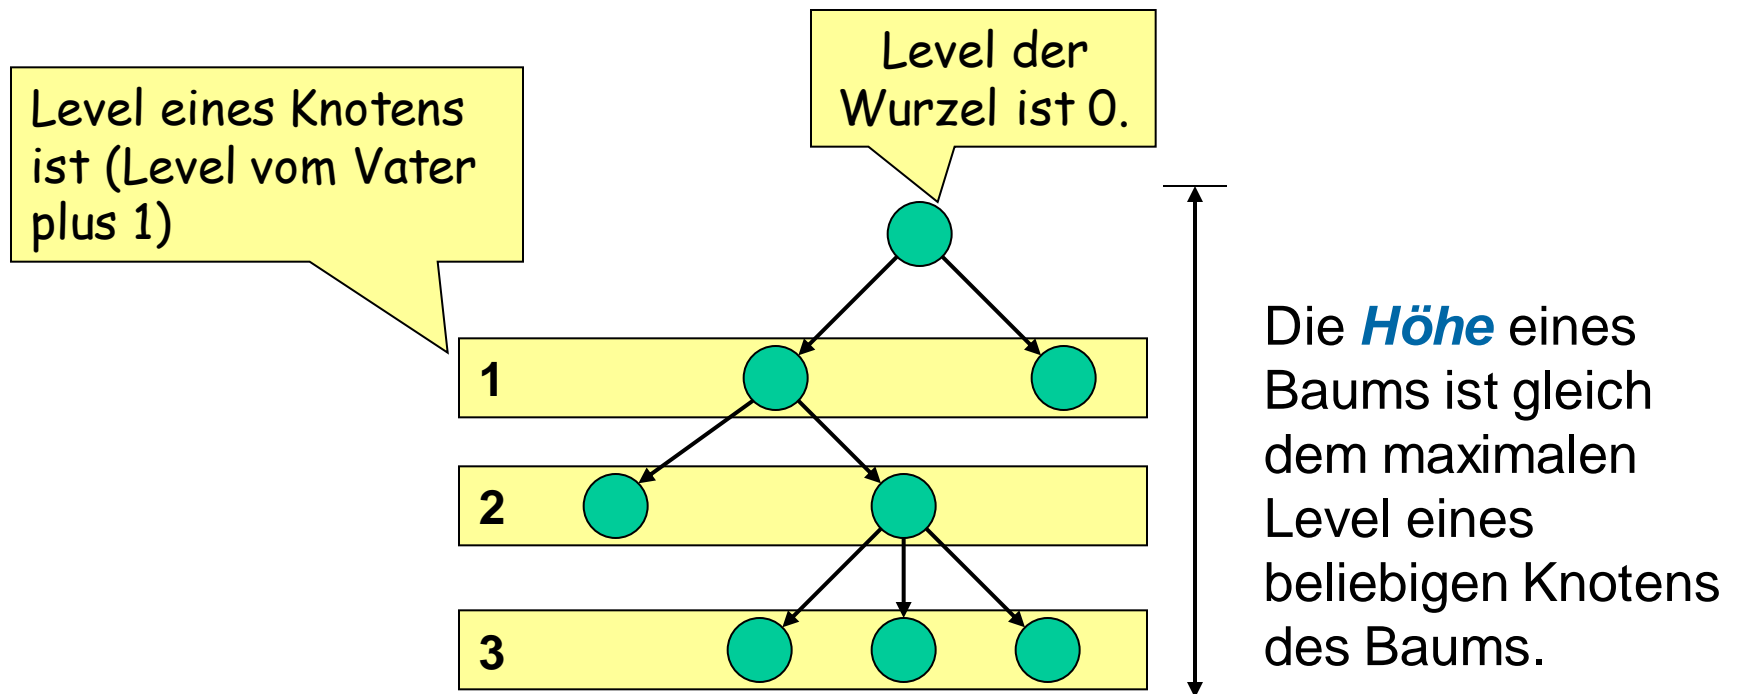 Level der
Wurzel ist 0.
Level eines Knotens
ist (Level vom Vater
plus 1)
1
2
3
Die Höhe eines
Baums ist gleich
dem maximalen
Level eines
beliebigen Knotens
des Baums.